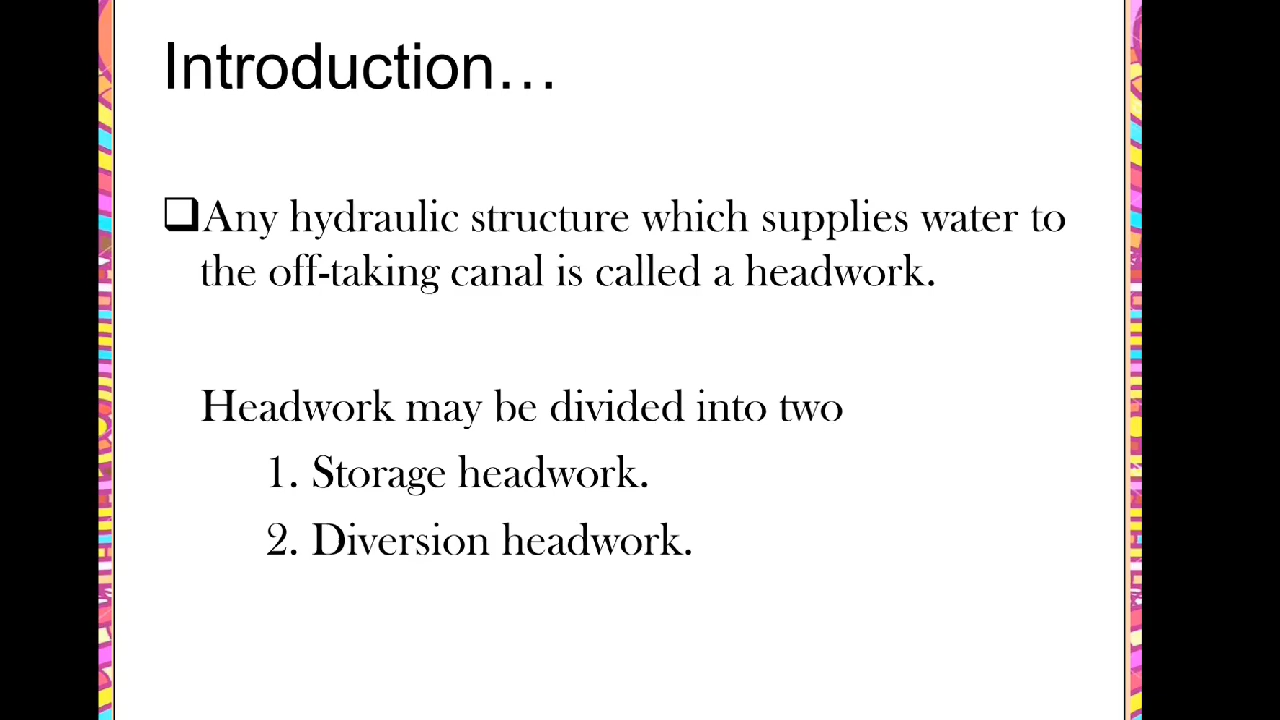 Introduction…
❑Any hydraulic structure which supplies water to
the off-taking canal is called a headwork.
Headwork may be divided into two
1. Storage headwork.
2. Diversion headwork.